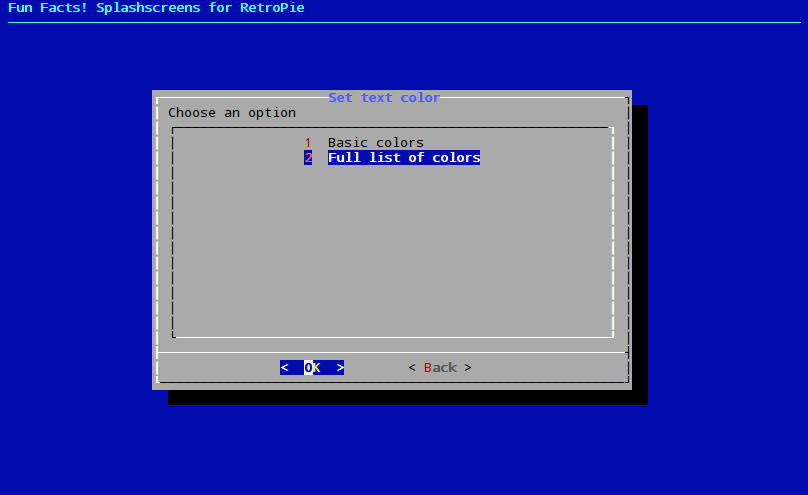 Fun Facts! Splashscreens for RetroPie
Set text color
Choose an option
1 Basic colors
2 Full list of colors
< OK > < Back >